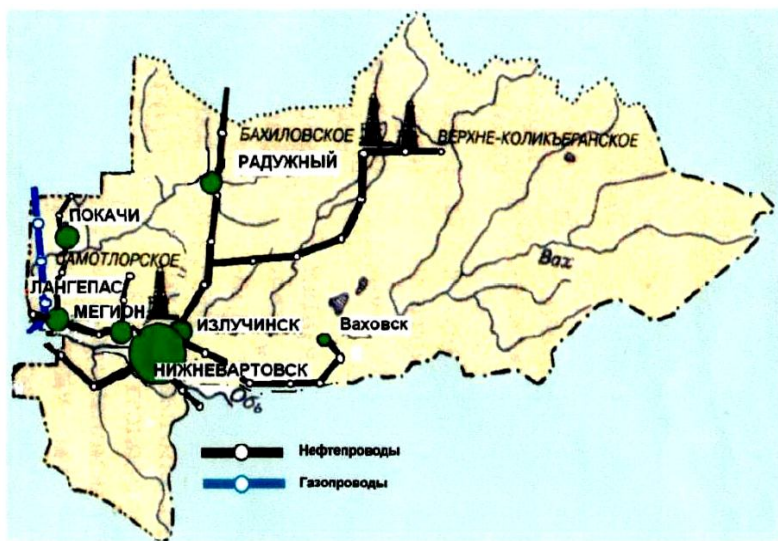 БАХИЛОВСКОЕ
ВЕРХНЕ-КОЛИКЪЕГАНСКОЕ
РАДУЖНЫЙ
ПОКАЧИ
САМОТЛОРСКОЕ
Вах
ЛАНГЕПАС
МЕГИОН
ИЗЛУЧИНСК
Ваховск
НИЖНЕВАРТОВСК
Обь
Нефтепроводы
Газопроводы